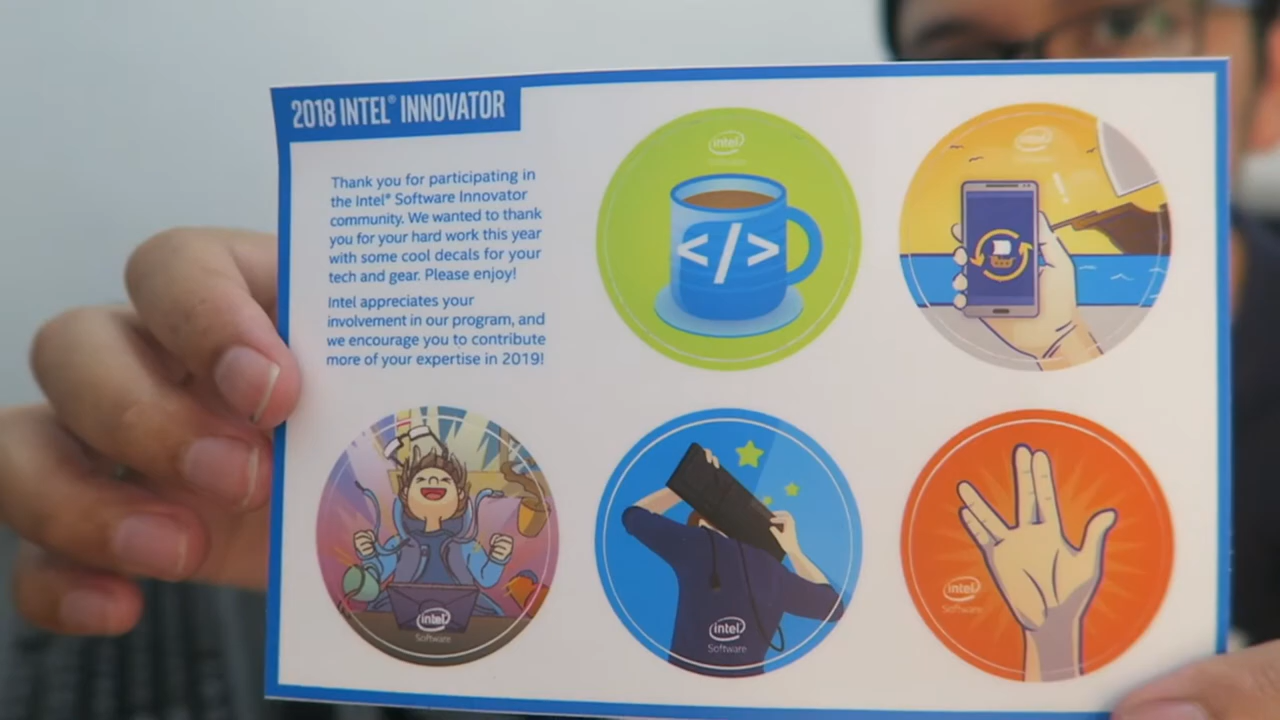 2018 INTEL® INNOVATOR
Thank you for participating in
the Intel® Software Innovator
community. We wanted to thank
you for your hard work this year
with some cool decals for your
tech and gear. Please enjoy!
Intel appreciates your
involvement in our program, and
we encourage you to contribute
more of your expertise in 2019!
intel
</>
intel
intel
Software
intel
Software
intel
Software